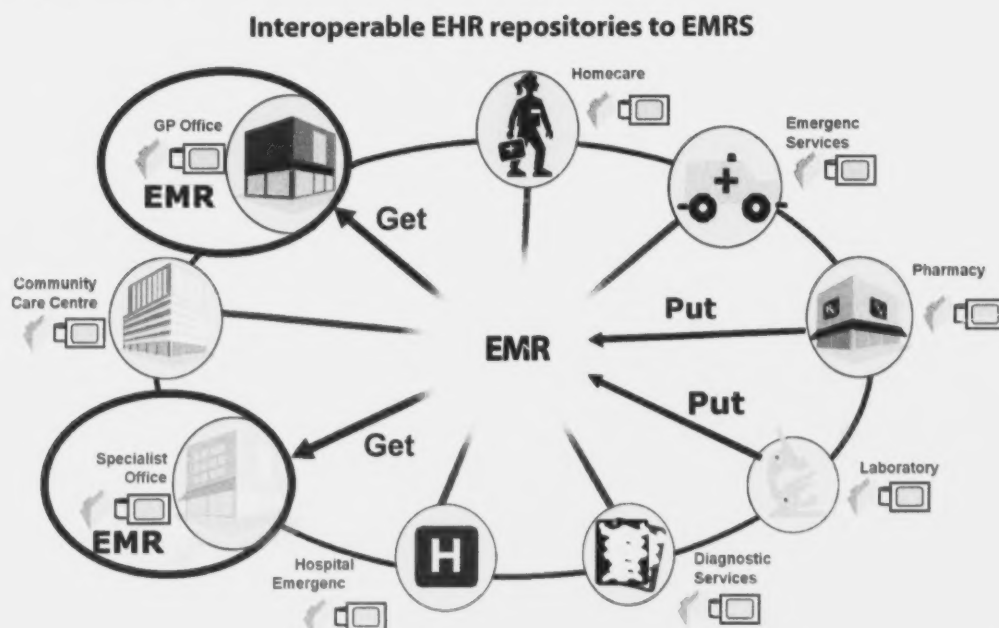 Interoperable EHR repositories to EMRS
Homecare
GP Office
EMR
Emergenc
Services
Get
Community
Care Centre
Pharmacy
Put
EMR
Put
Get
Specialist
Office
EMR
Laboratory
H
Hospital
Emergenc
Diagnostic
Services